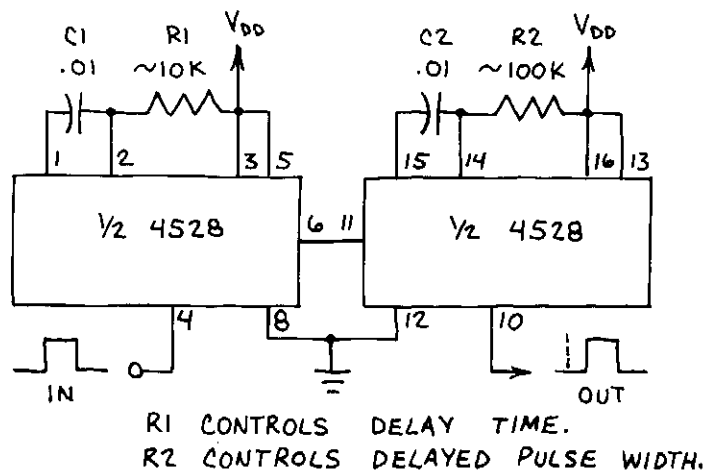 C1 R1 VDD C2 R2 VDD
.01 ~10K .01 ~100K
1 2 3 5 15 14 16 13
1/2 4528 6 11 1/2 4528
4 8 12 10
IN OUT
R1 CONTROLS DELAY TIME.
R2 CONTROLS DELAYED PULSE WIDTH.